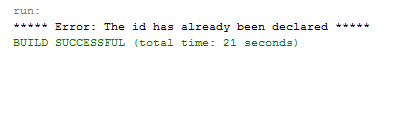 run:
***** Error: The id has already been declared *****
BUILD SUCCESSFUL (total time: 21 seconds)